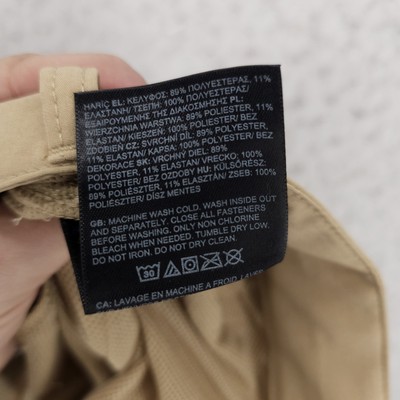 HARİÇ EL: ΚΕΛΥΦΟΣ: 89% ΠΟΛΥΕΣΤΕΡΑΣ, 11%
ΕΛΑΣΤΑΝ/ ΤΣΕΠΗ: 100% ΠΟΛΥΕΣΤΕΡΑΣ/
ΕΞΑΙΡΟΥΜΕΝΗΣ ΤΗΣ ΔΙΑΚΟΣΜΗΣΗΣ PL:
WIERZCHNIA WARSTWA: 89% POLIESTER, 11%
ELASTAN/ KIESZEŃ: 100% POLIESTER/ BEZ
ZDOBIEŃ CZ: SVRCHNÍ DÍL: 89% POLYESTER,
11% ELASTAN/ KAPSA: 100% POLYESTER/ BEZ
DEKORACE SK: VRCHNÝ DIEL: 89%
POLYESTER, 11% ELASTAN/ VRECKO: 100%
POLYESTER/ BEZ OZDOBY HU: KÜLSŐRÉSZ:
89% POLIÉSZTER, 11% ELASZTÁN/ ZSEB: 100%
POLIÉSZTER/ DÍSZ MENTES
GB: MACHINE WASH COLD. WASH INSIDE OUT
AND SEPARATELY. CLOSE ALL FASTENERS
BEFORE WASHING. ONLY NON CHLORINE
BLEACH WHEN NEEDED. TUMBLE DRY LOW.
DO NOT IRON. DO NOT DRY CLEAN.
30
CA: LAVAGE EN MACHINE A FROID. LAVER